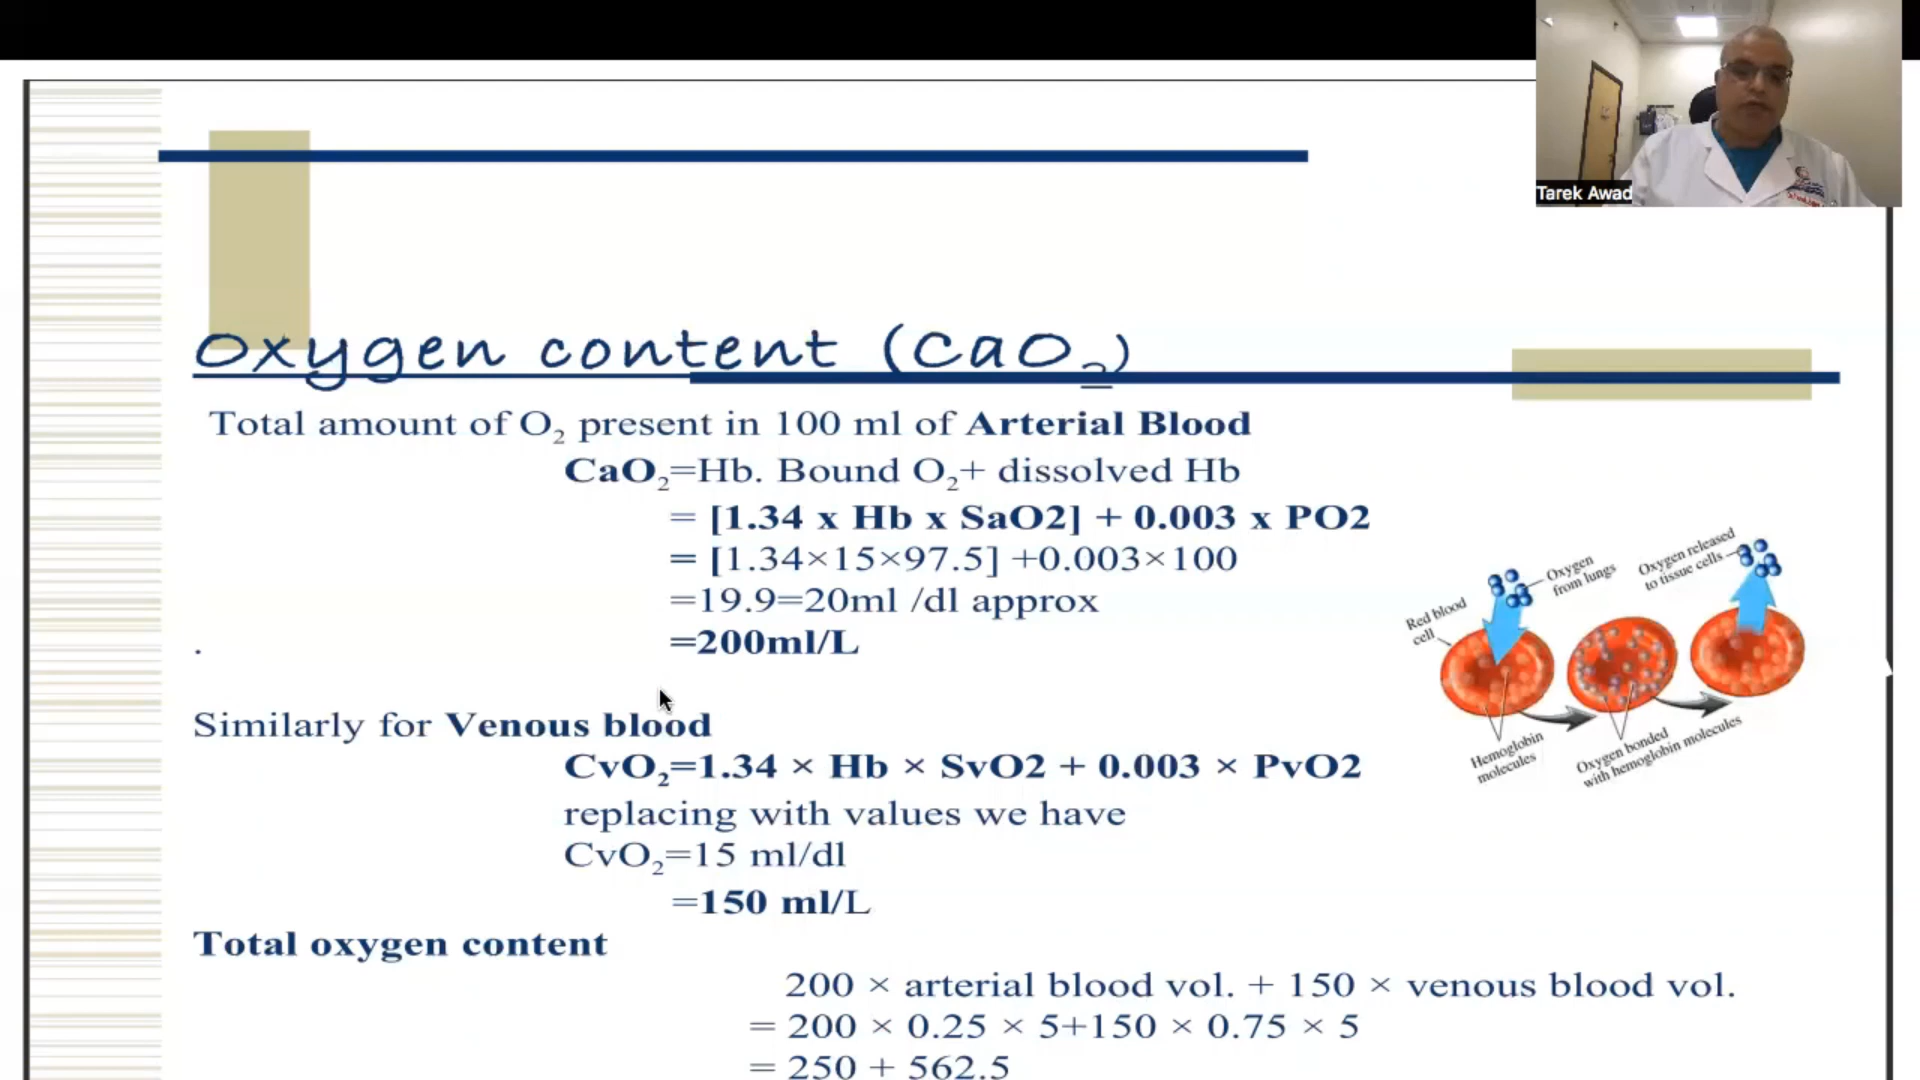 Tarek Awad
Oxygen content (CaO₂)
Total amount of O₂ present in 100 ml of Arterial Blood
CaO₂=Hb. Bound O₂+ dissolved Hb
= [1.34 x Hb x SaO2] + 0.003 x PO2
= [1.34×15×97.5] +0.003×100
=19.9=20ml /dl approx
=200ml/L
.
Similarly for Venous blood
CvO₂=1.34 × Hb × SvO2 + 0.003 × PvO2
replacing with values we have
CvO₂=15 ml/dl
=150 ml/L
Total oxygen content
200 × arterial blood vol. + 150 × venous blood vol.
= 200 × 0.25 × 5+150 × 0.75 × 5
= 250 + 562.5
Red blood
cell
Oxygen
from lungs
Oxygen released
to tissue cells
Hemoglobin
molecules
Oxygen bonded
with hemoglobin molecules